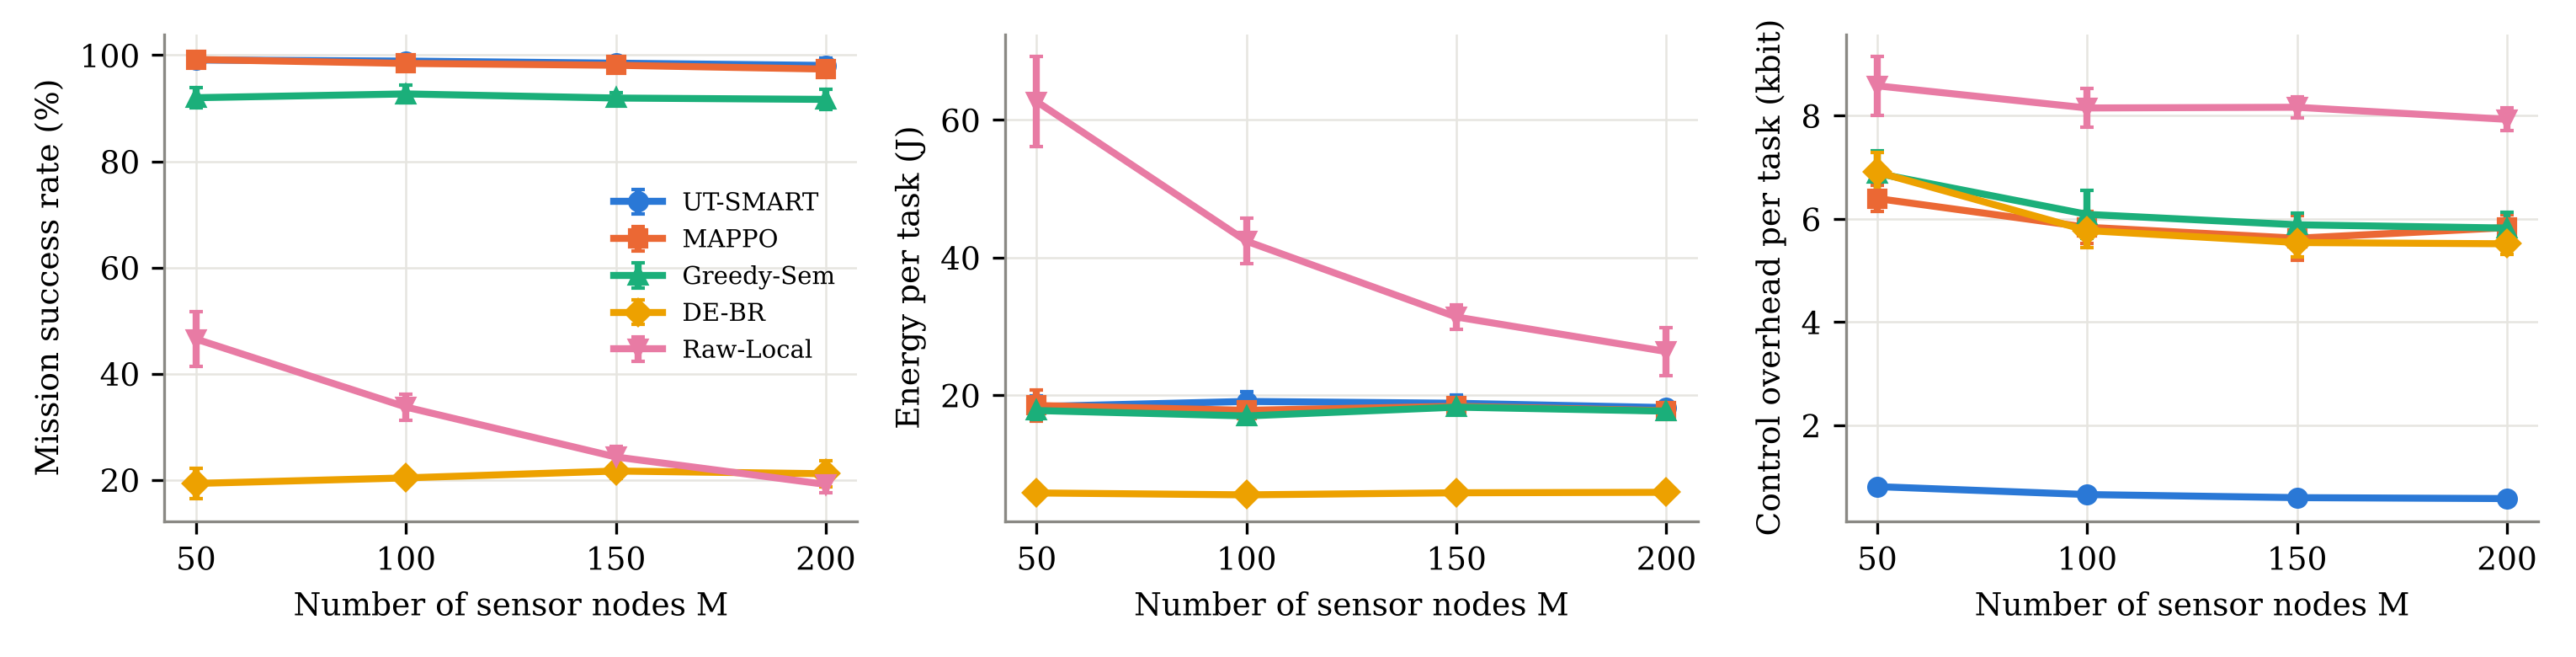 Mission success rate (%)
100
80
60
40
20
50 100 150 200
Number of sensor nodes M
UT-SMART
MAPPO
Greedy-Sem
DE-BR
Raw-Local
Energy per task (J)
60
40
20
50 100 150 200
Number of sensor nodes M
Control overhead per task (kbit)
8
6
4
2
50 100 150 200
Number of sensor nodes M